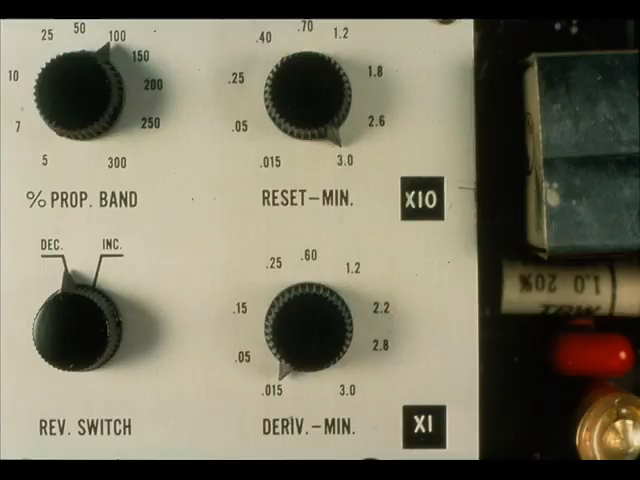 25 50 100 150 200 250 300 5 7 10
% PROP. BAND
.015 .05 .25 .40 .70 1.2 1.8 2.6 3.0
RESET-MIN.
X10
DEC. INC.
REV. SWITCH
.015 .05 .15 .25 .60 1.2 2.2 2.8 3.0
DERIV.-MIN.
X1
1.0 20%
TRW